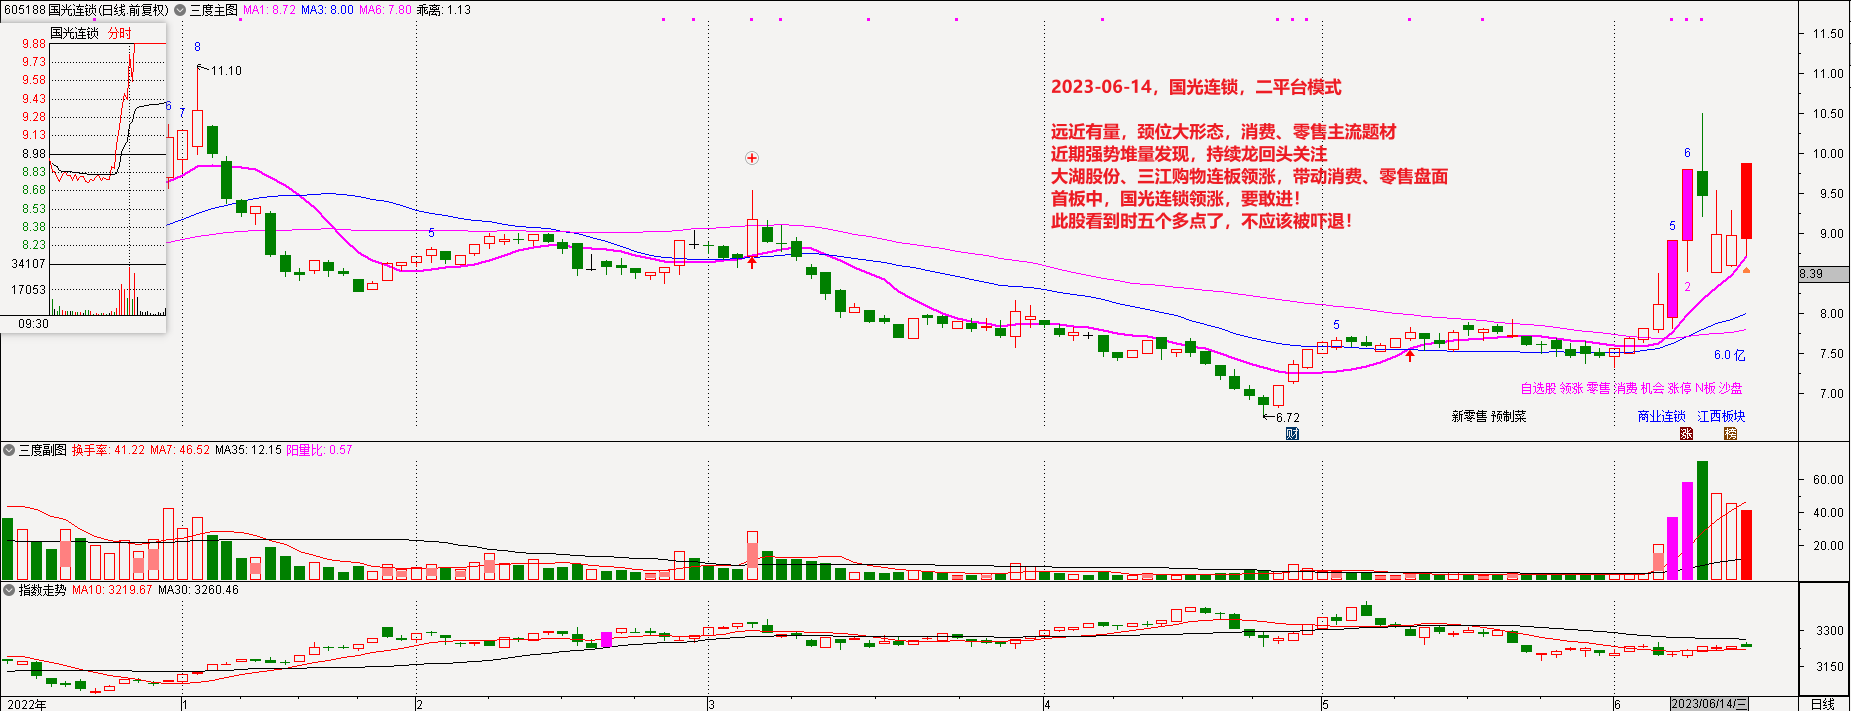 605188 国光连锁(日线.前复权) 三度主图 MA1: 8.72 MA3: 8.00 MA6: 7.80 乖离: 1.13
国光连锁 分时
9.88
9.73
9.58
9.43
9.28
9.13
8.98
8.83
8.68
8.53
8.38
8.23
34107
17053
09:30
6
7
8
11.10
5
2023-06-14，国光连锁，二平台模式
远近有量，颈位大形态，消费、零售主流题材
近期强势堆量发现，持续龙回头关注
大湖股份、三江购物连板领涨，带动消费、零售盘面
首板中，国光连锁领涨，要敢进！
此股看到时五个多点了，不应该被吓退！
6.72
财
5
5
6
2
6.0 亿
自选股 领涨 零售 消费 机会 涨停 N板 沙盘
新零售 预制菜
商业连锁 江西板块
涨
榜
11.50
11.00
10.50
10.00
9.50
9.00
8.39
8.00
7.50
7.00
三度副图 换手率: 41.22 MA7: 46.52 MA35: 12.15 阳量比: 0.57
60.00
40.00
20.00
指数走势 MA10: 3219.67 MA30: 3260.46
3300
3150
2022年 1 2 3 4 5 6 2023/06/14/三 日线